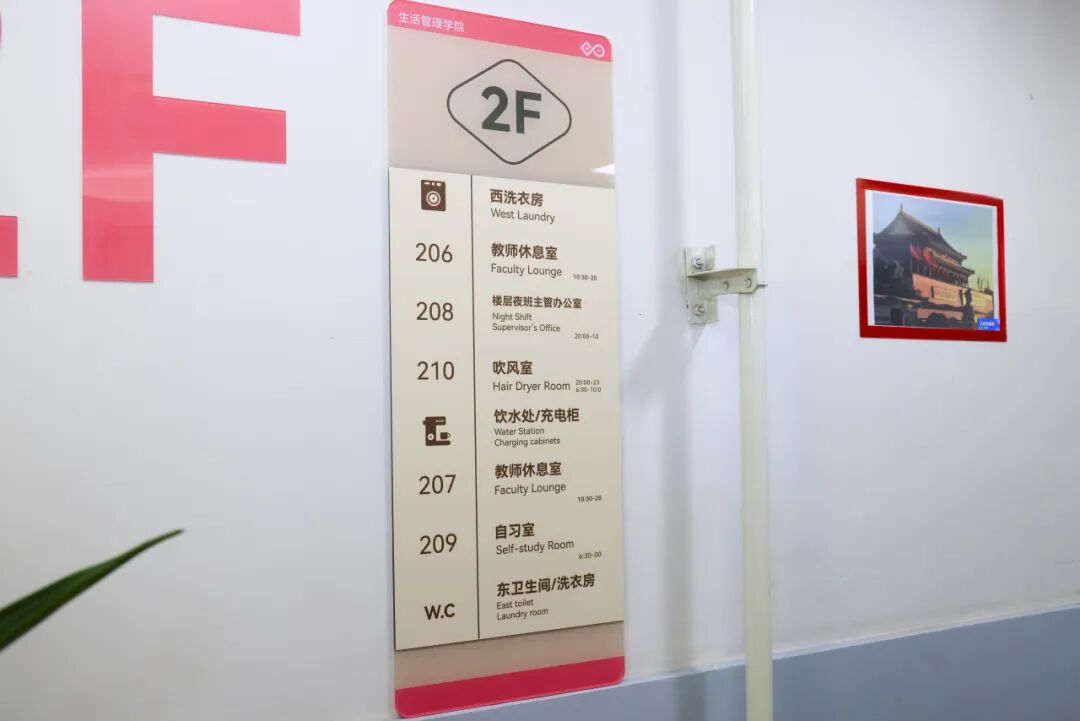 2F
生活管理学院
2F
西洗衣房
West Laundry
206
教师休息室
Faculty Lounge
10:30-20
208
楼层夜班主管办公室
Night Shift
Supervisor's Office
20:00-10
210
吹风室
Hair Dryer Room
20:00-23
6:30-10:0
饮水处/充电柜
Water Station
Charging cabinets
207
教师休息室
Faculty Lounge
10:30-20
209
自习室
Self-study Room
6:30-00
W.C
东卫生间/洗衣房
East toilet
Laundry room